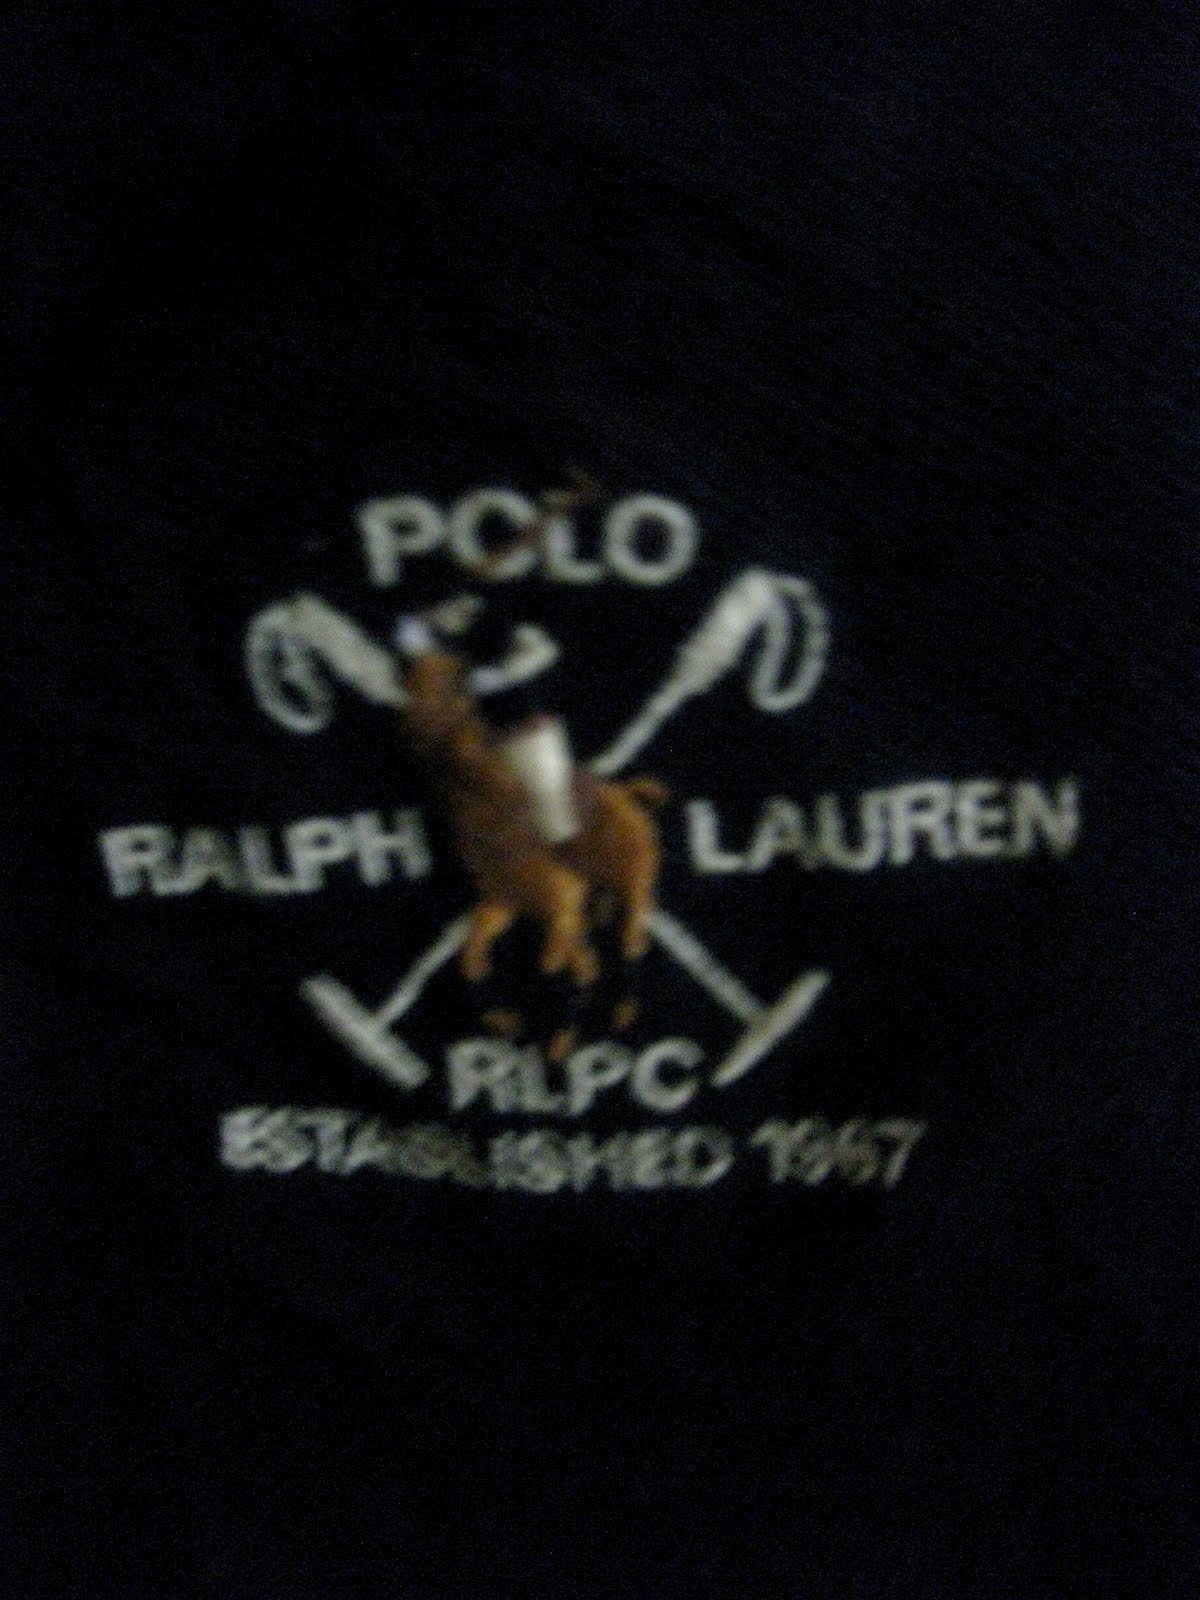 POLO
RALPH LAUREN
RLPC
ESTABLISHED 1967